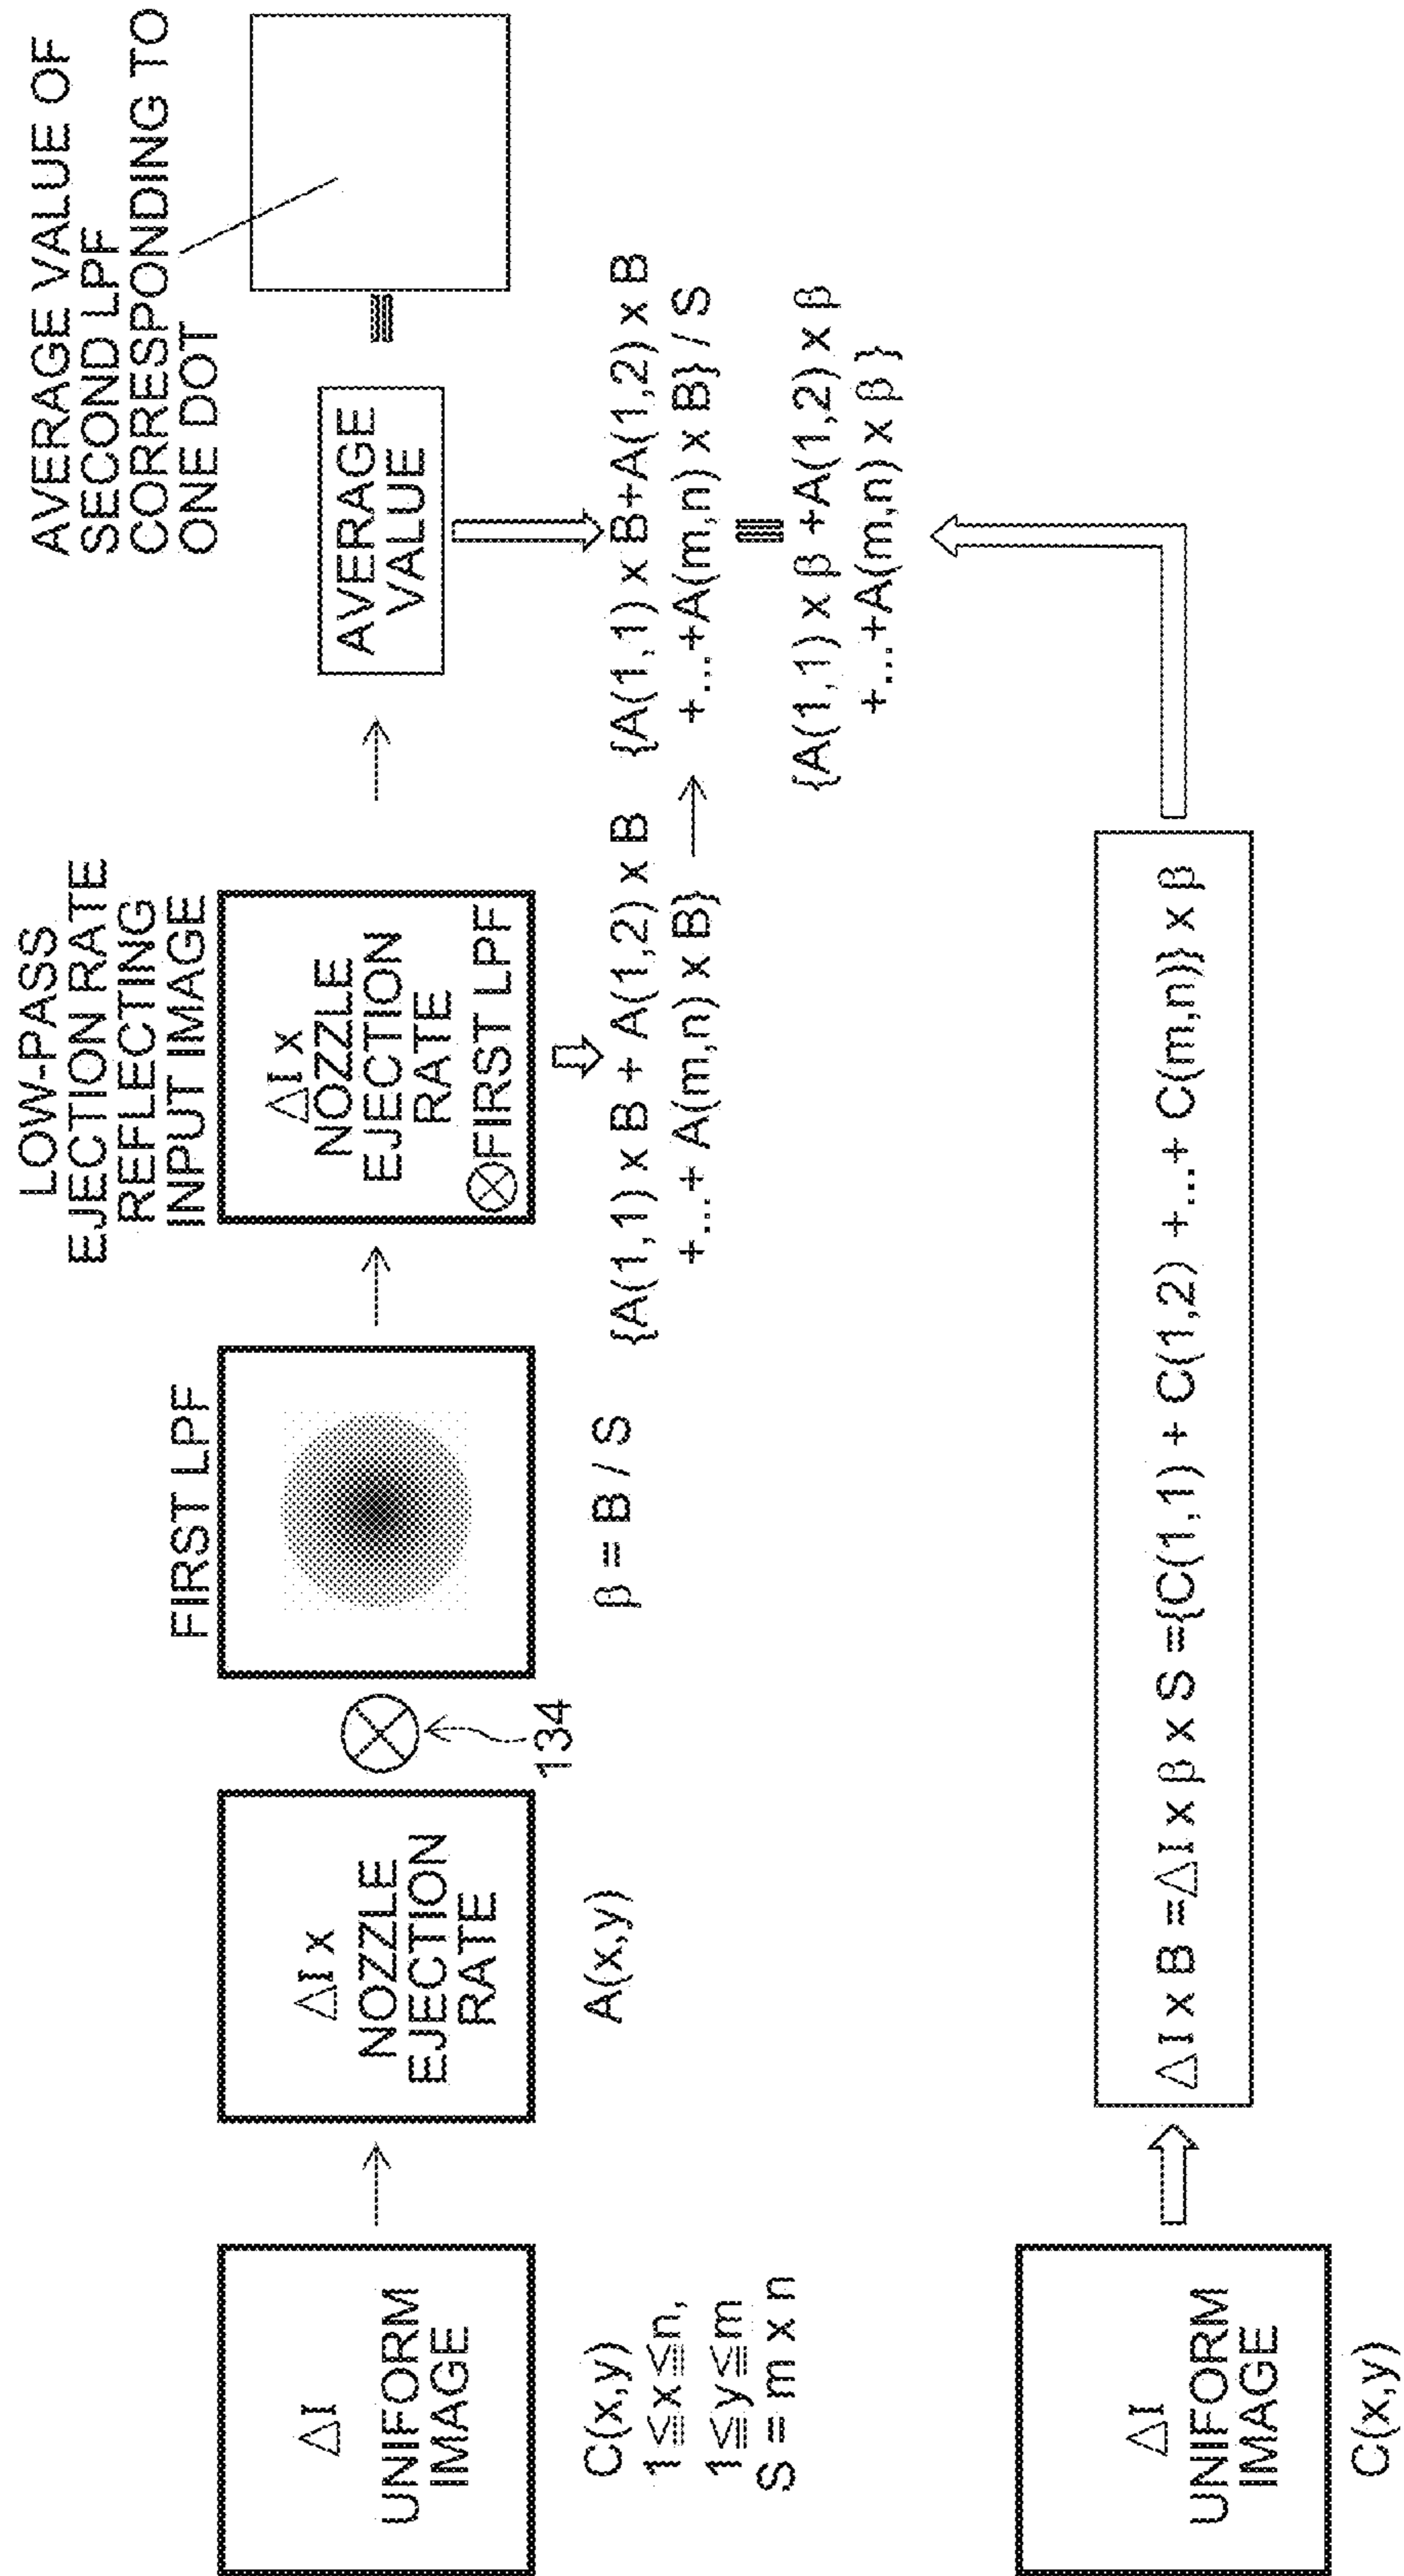 ΔI
UNIFORM
IMAGE
C(x,y)
1≦x≦n,
1≦y≦m
S = m x n
ΔI x
NOZZLE
EJECTION
RATE
A(x,y)
134
FIRST LPF
β = B / S
LOW-PASS
EJECTION RATE
REFLECTING
INPUT IMAGE
ΔI x
NOZZLE
EJECTION
RATE
⊗FIRST LPF
{A(1,1) x B + A(1,2) x B
+...+ A(m,n) x B}
AVERAGE
VALUE
{A(1,1) x B+A(1,2) x B
+...+A(m,n) x B} / S
{A(1,1) x β +A(1,2) x β
+...+A(m,n) x β }
AVERAGE VALUE OF
SECOND LPF
CORRESPONDING TO
ONE DOT
ΔI
UNIFORM
IMAGE
C(x,y)
ΔI x B =ΔI x β x S ={C(1,1) + C(1,2) +...+ C(m,n)} x β